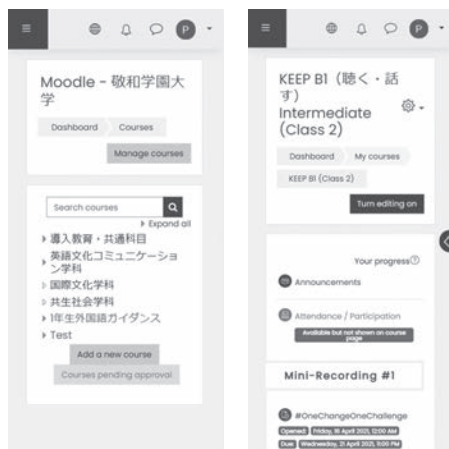 P
Moodle - 敬和学園大
学
Dashboard Courses
Manage courses
Search courses
Expand all
導入教育・共通科目
英語文化コミュニケーショ
ン学科
国際文化学科
共生社会学科
1年生外国語ガイダンス
Test
Add a new course
Courses pending approval
P
KEEP B1（聴く・話
す）
Intermediate
(Class 2)
Dashboard My courses
KEEP B1 (Class 2)
Turn editing on
Your progress
Announcements
Attendance / Participation
Available but not shown on course
page
Mini-Recording #1
#OneChangeOneChallenge
Opened: Friday, 16 April 2021, 12:00 AM
Due: Wednesday, 21 April 2021, 11:00 PM